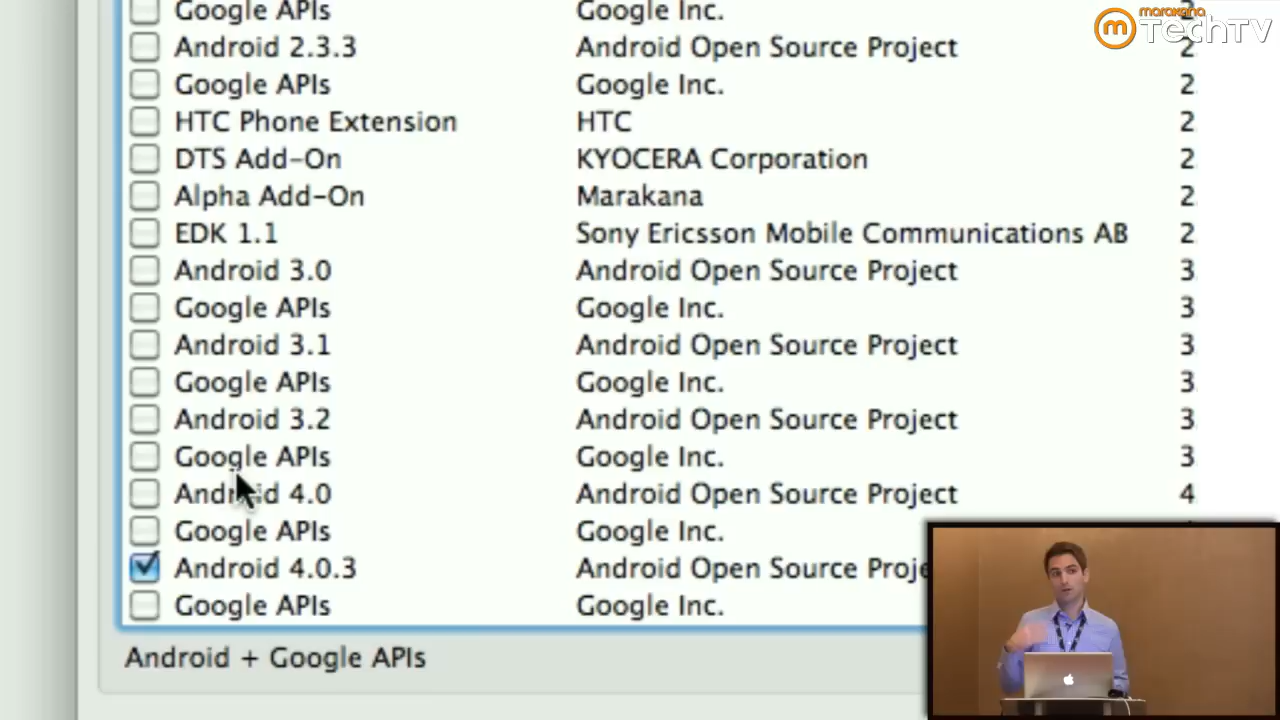 Google APIs Google Inc.
marakana
TechTV
Android 2.3.3 Android Open Source Project 2
Google APIs Google Inc. 2
HTC Phone Extension HTC 2
DTS Add-On KYOCERA Corporation 2
Alpha Add-On Marakana 2
EDK 1.1 Sony Ericsson Mobile Communications AB 2
Android 3.0 Android Open Source Project 3
Google APIs Google Inc. 3
Android 3.1 Android Open Source Project 3
Google APIs Google Inc. 3
Android 3.2 Android Open Source Project 3
Google APIs Google Inc. 3
Android 4.0 Android Open Source Project 4
Google APIs Google Inc.
Android 4.0.3 Android Open Source
Google APIs Google Inc.
Android + Google APIs